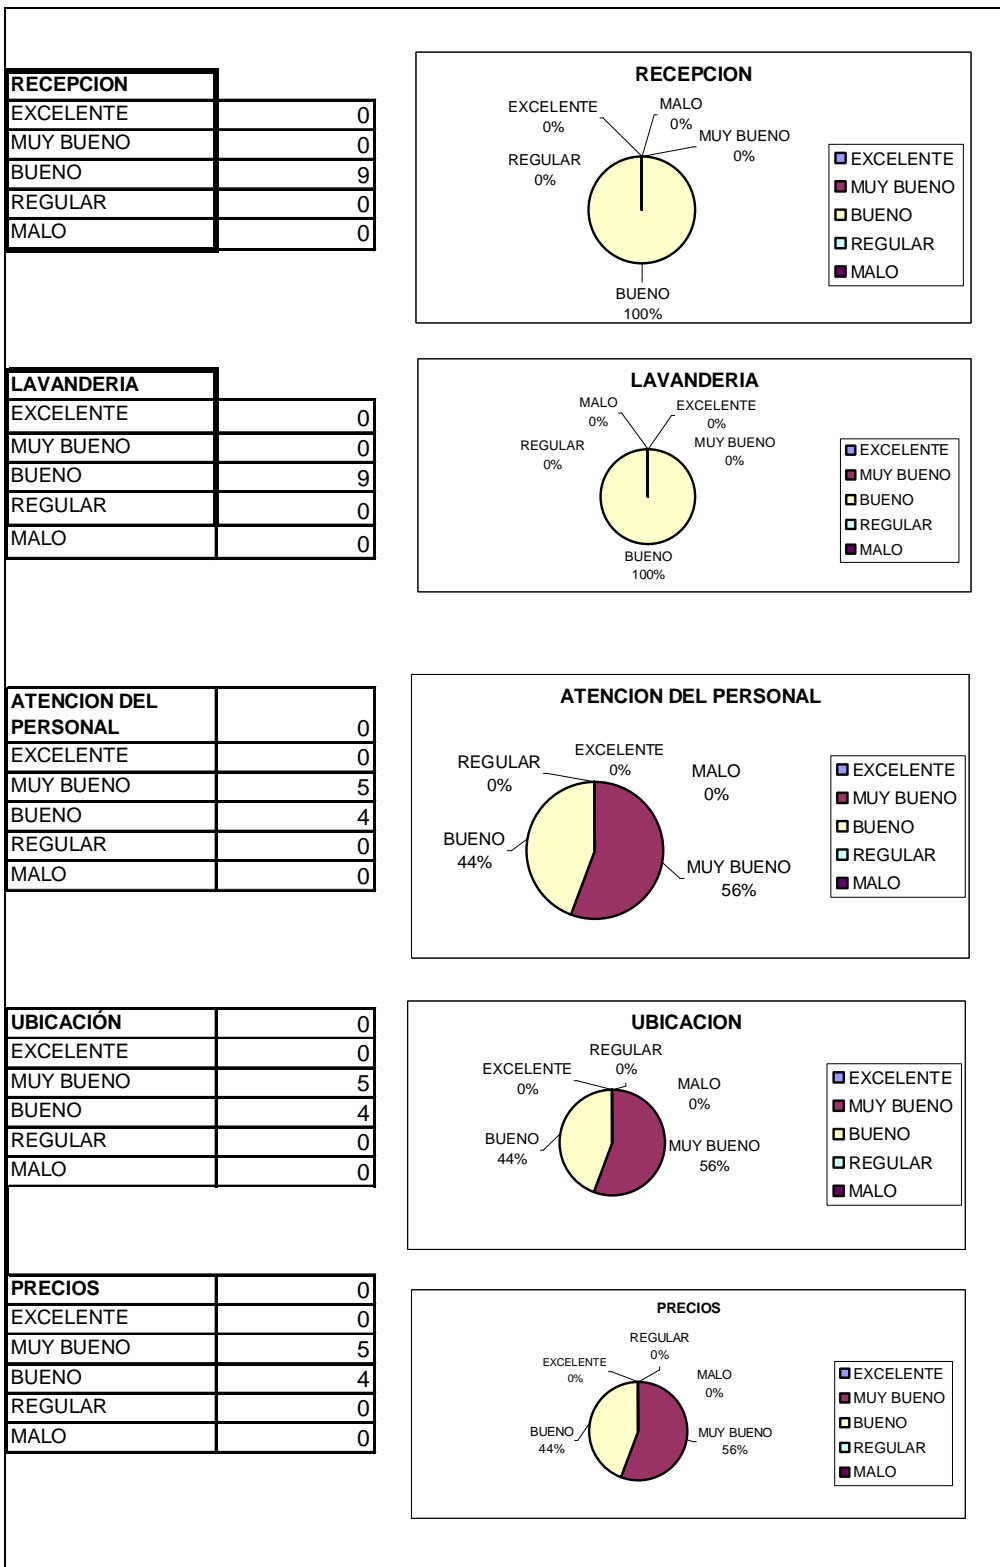 RECEPCION
EXCELENTE 0
MUY BUENO 0
BUENO 9
REGULAR 0
MALO 0
RECEPCION
EXCELENTE
0%
MALO
0%
MUY BUENO
0%
REGULAR
0%
BUENO
100%
EXCELENTE
MUY BUENO
BUENO
REGULAR
MALO
LAVANDERIA
EXCELENTE 0
MUY BUENO 0
BUENO 9
REGULAR 0
MALO 0
LAVANDERIA
MALO
0%
EXCELENTE
0%
REGULAR
0%
MUY BUENO
0%
BUENO
100%
EXCELENTE
MUY BUENO
BUENO
REGULAR
MALO
ATENCION DEL
PERSONAL 0
EXCELENTE 0
MUY BUENO 5
BUENO 4
REGULAR 0
MALO 0
ATENCION DEL PERSONAL
REGULAR
0%
EXCELENTE
0%
MALO
0%
BUENO
44%
MUY BUENO
56%
EXCELENTE
MUY BUENO
BUENO
REGULAR
MALO
UBICACIÓN 0
EXCELENTE 0
MUY BUENO 5
BUENO 4
REGULAR 0
MALO 0
UBICACION
REGULAR
0%
EXCELENTE
0%
MALO
0%
BUENO
44%
MUY BUENO
56%
EXCELENTE
MUY BUENO
BUENO
REGULAR
MALO
PRECIOS 0
EXCELENTE 0
MUY BUENO 5
BUENO 4
REGULAR 0
MALO 0
PRECIOS
REGULAR
0%
EXCELENTE
0%
MALO
0%
BUENO
44%
MUY BUENO
56%
EXCELENTE
MUY BUENO
BUENO
REGULAR
MALO